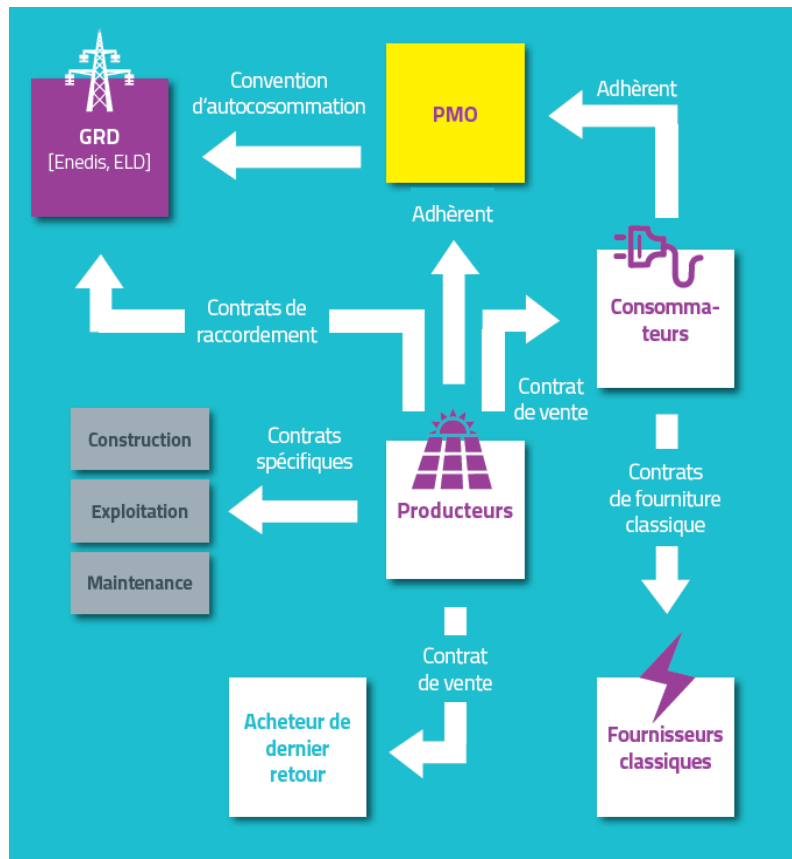 GRD
[Enedis, ELD]
Convention
d'autocosommation
PMO
Adhèrent
Adhèrent
Consomma-
teurs
Contrats de
raccordement
Contrat
de vente
Construction
Exploitation
Maintenance
Contrats
spécifiques
Producteurs
Contrats
de fourniture
classique
Contrat
de vente
Acheteur de
dernier
retour
Fournisseurs
classiques